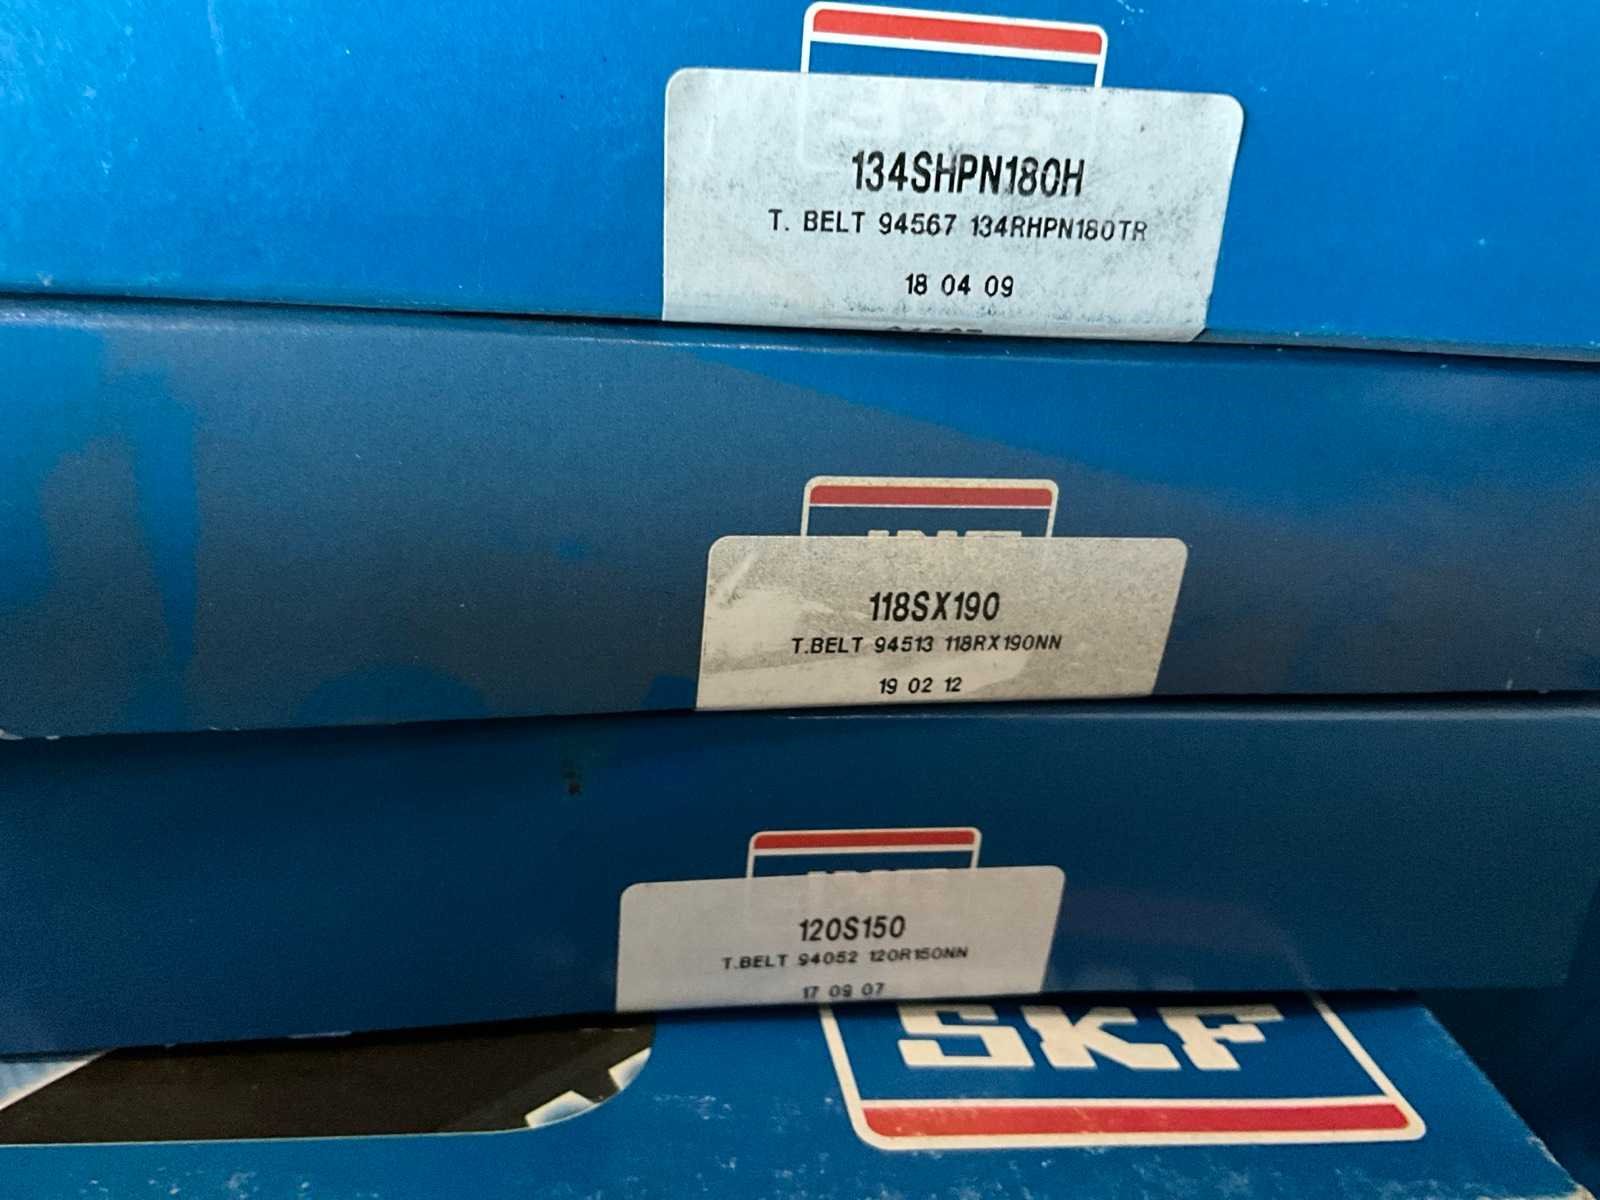 134SHPN180H
T. BELT 94567 134RHPN180TR
18 04 09
118SX190
T.BELT 94513 118RX190NN
19 02 12
120S150
T.BELT 94052 120R150NN
17 09 07
SKF